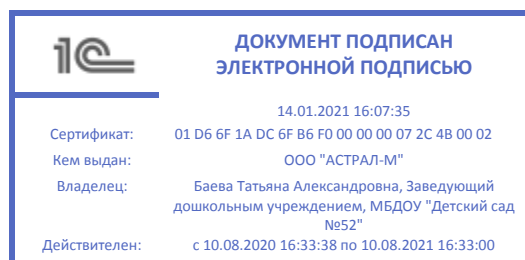 1С
ДОКУМЕНТ ПОДПИСАН
ЭЛЕКТРОННОЙ ПОДПИСЬЮ
14.01.2021 16:07:35
Сертификат: 01 D6 6F 1A DC 6F B6 F0 00 00 00 07 2C 4B 00 02
Кем выдан: ООО "АСТРАЛ-М"
Владелец: Баева Татьяна Александровна, Заведующий
дошкольным учреждением, МБДОУ "Детский сад
№52"
Действителен: с 10.08.2020 16:33:38 по 10.08.2021 16:33:00